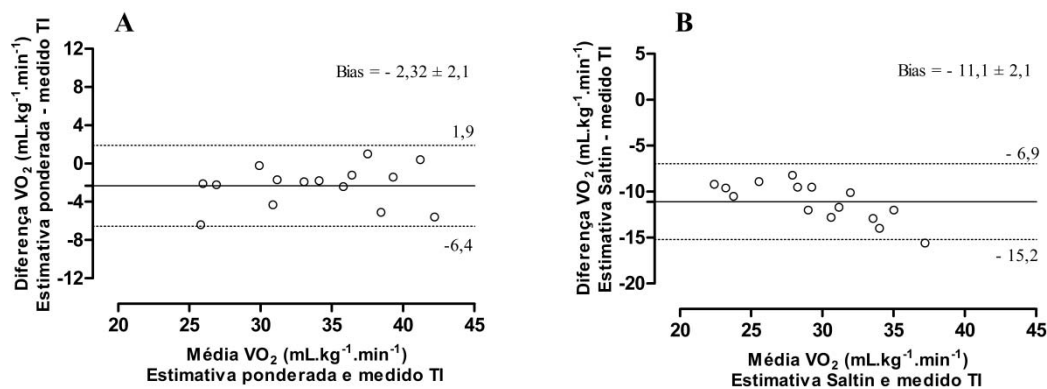 A
Diferença VO2 (mL.kg-1.min-1)
Estimativa ponderada - medido TI
12
8
4
0
-4
-8
-12
Bias = - 2,32 ± 2,1
1,9
-6,4
20 25 30 35 40 45
Média VO2 (mL.kg-1.min-1)
Estimativa ponderada e medido TI
B
Diferença VO2 (mL.kg-1.min-1)
Estimativa Saltin - medido TI
5
0
-5
-10
-15
-20
Bias = - 11,1 ± 2,1
- 6,9
- 15,2
20 25 30 35 40 45
Média VO2 (mL.kg-1.min-1)
Estimativa Saltin e medido TI